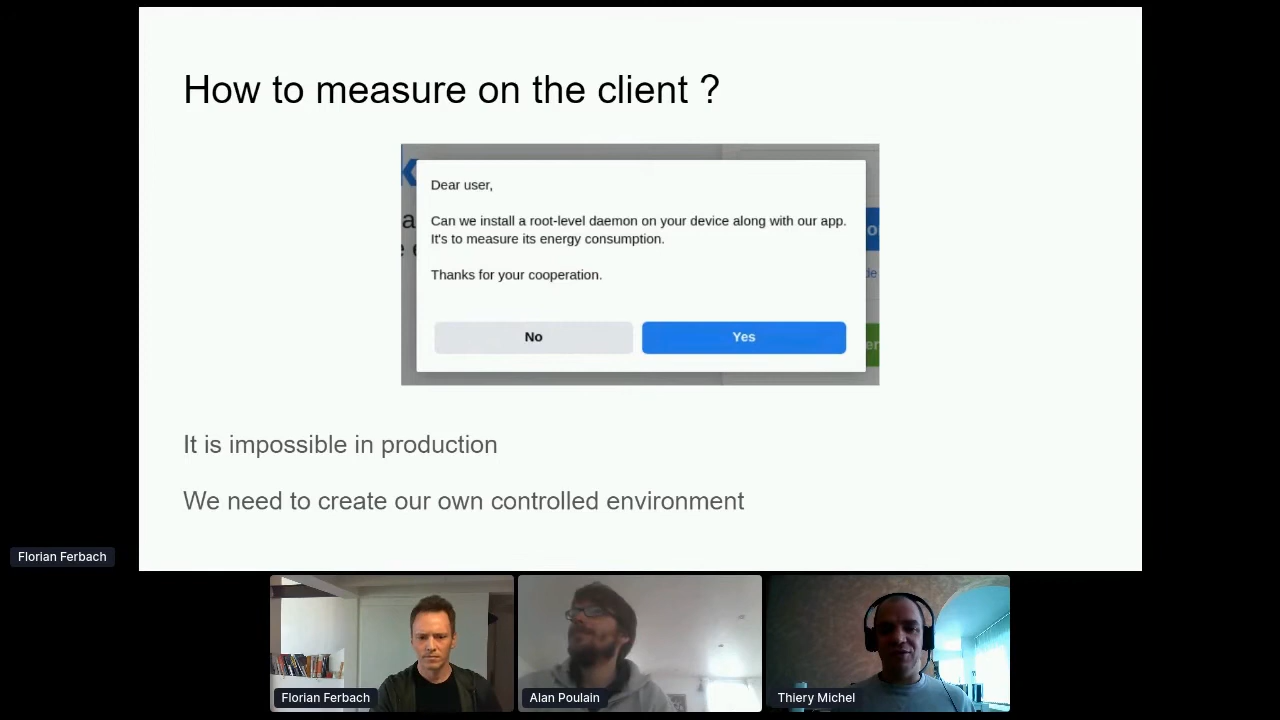 How to measure on the client ?
Dear user,
Can we install a root-level daemon on your device along with our app.
It's to measure its energy consumption.
Thanks for your cooperation.
No
Yes
It is impossible in production
We need to create our own controlled environment
Florian Ferbach
Florian Ferbach
Alan Poulain
Thiery Michel